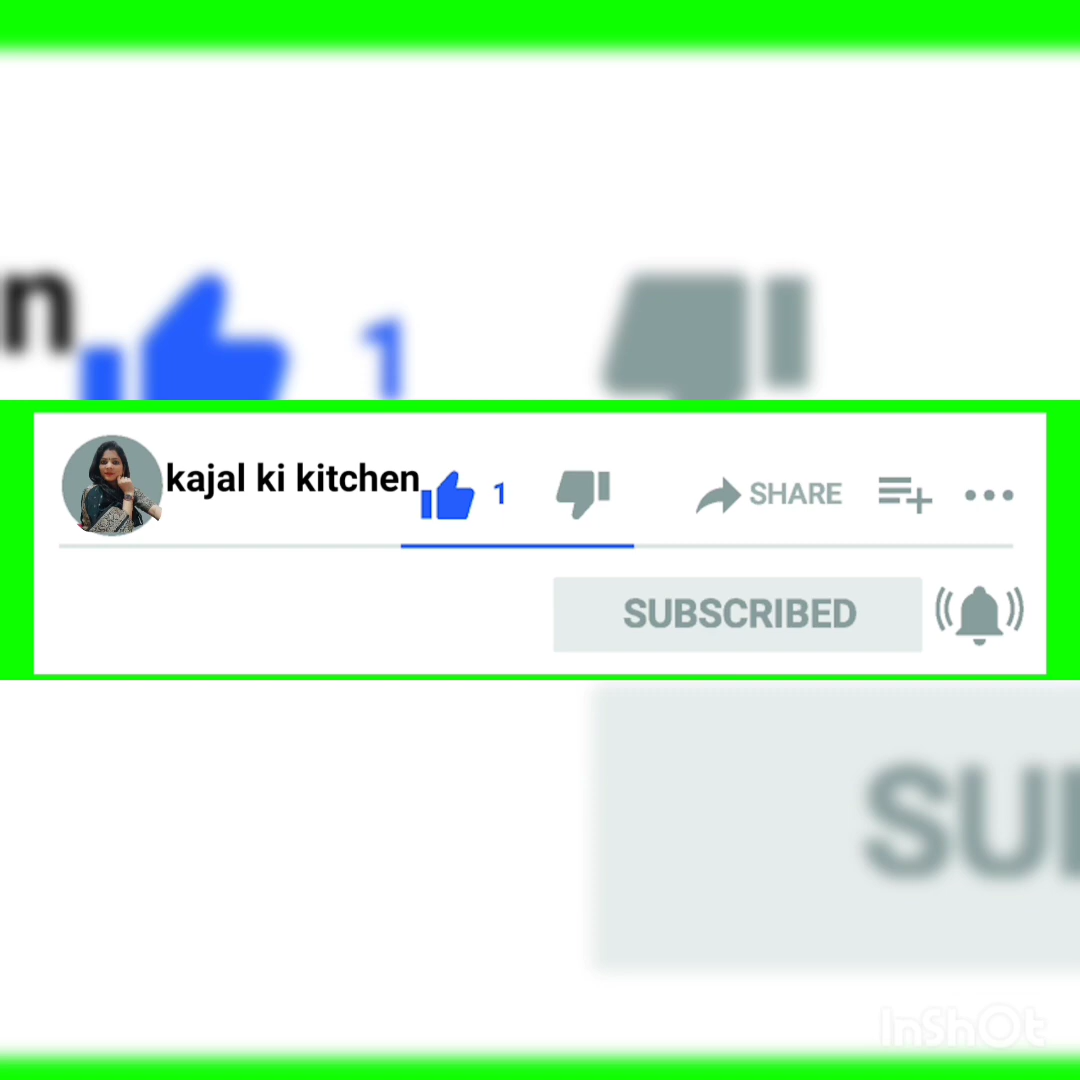 n 1
kajal ki kitchen 1 SHARE
SUBSCRIBED
SU
InShOt